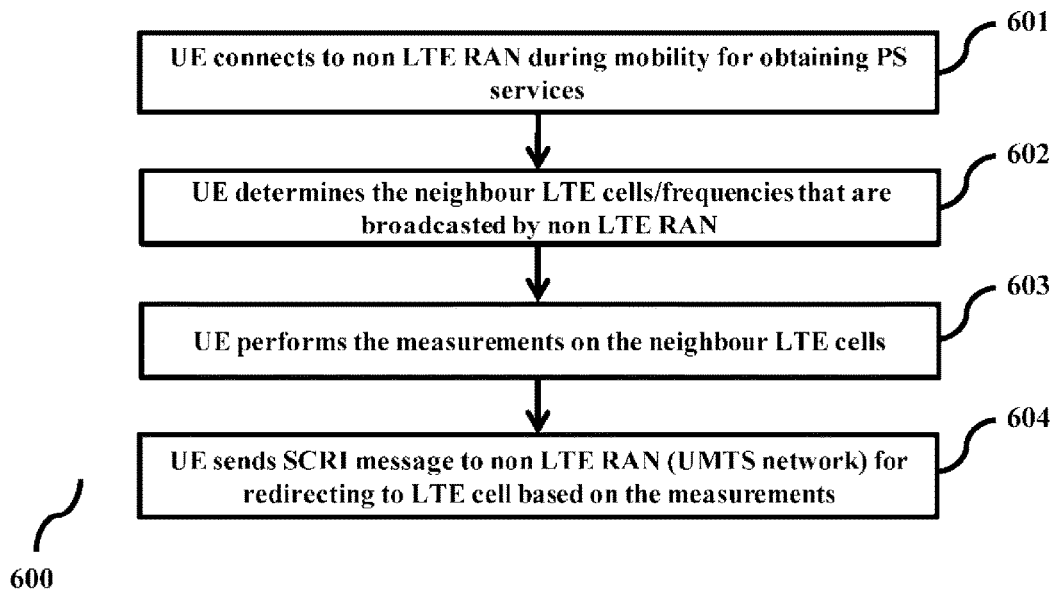 601
UE connects to non LTE RAN during mobility for obtaining PS
services
602
UE determines the neighbour LTE cells/frequencies that are
broadcasted by non LTE RAN
603
UE performs the measurements on the neighbour LTE cells
604
UE sends SCRI message to non LTE RAN (UMTS network) for
redirecting to LTE cell based on the measurements
600